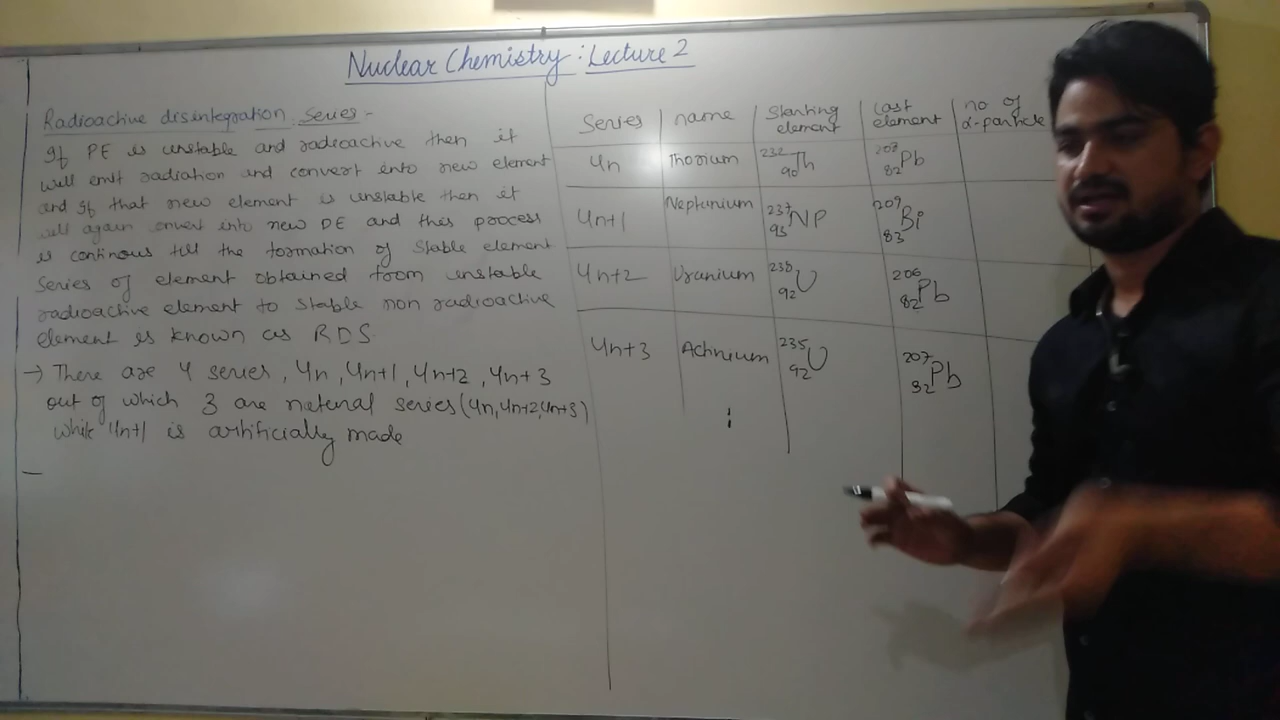 Nuclear Chemistry : Lecture 2
Radioactive disintegration Series -
If PE is unstable and radioactive then it
will emit radiation and convert into new element
and if that new element is unstable then it
will again convert into new PE and this process
is continous till the formation of stable element
Series of element obtained from unstable
radioactive element to stable non radioactive
element is known as RDS
→ There are 4 series, 4n, 4n+1, 4n+2, 4n+3
out of which 3 are natural series (4n, 4n+2, 4n+3)
while 4n+1 is artificially made
Series | name | Starting element | Last element | no of α-particle
4n | Thorium | 232 90 Th | 208 82 Pb
4n+1 | Neptunium | 237 93 NP | 209 83 Bi
4n+2 | Uranium | 238 92 U | 206 82 Pb
4n+3 | Actinium | 235 92 U | 207 82 Pb